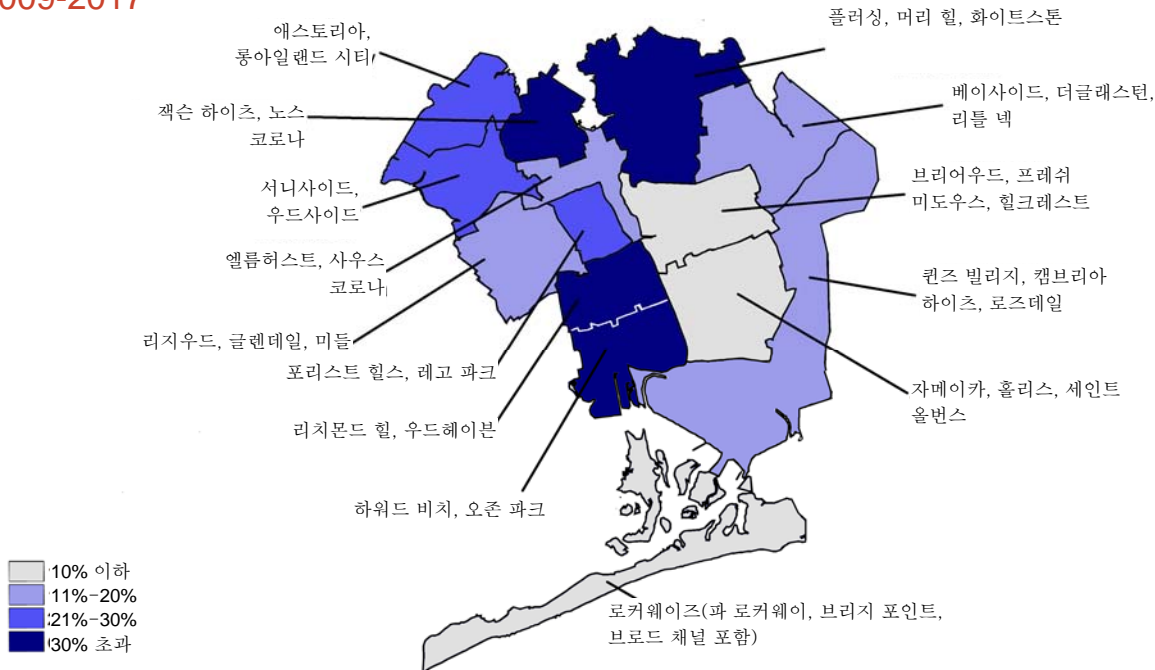 009-2017
플러싱, 머리 힐, 화이트스톤
애스토리아,
롱아일랜드 시티
베이사이드, 더글래스턴,
리틀 넥
잭슨 하이츠, 노스
코로나
브리어우드, 프레쉬
미도우스, 힐크레스트
서니사이드,
우드사이드
엘름허스트, 사우스
코로나
퀸즈 빌리지, 캠브리아
하이츠, 로즈데일
리지우드, 글렌데일, 미들
포리스트 힐스, 레고 파크
자메이카, 홀리스, 세인트
올번스
리치몬드 힐, 우드헤이븐
하워드 비치, 오존 파크
10% 이하
11%-20%
21%-30%
30% 초과
로커웨이즈(파 로커웨이, 브리지 포인트,
브로드 채널 포함)